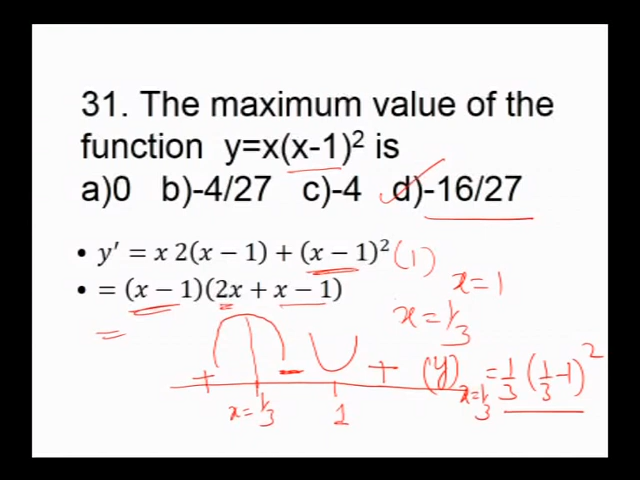 31. The maximum value of the
function y=x(x-1)² is
a)0 b)-4/27 c)-4 d)-16/27
• y′ = x 2(x − 1) + (x − 1)² (1)
• = (x − 1)(2x + x − 1)
x=1
x=1/3
=
+ − + (y)x=1/3 = 1/3 (1/3 -1)²
x=1/3 1